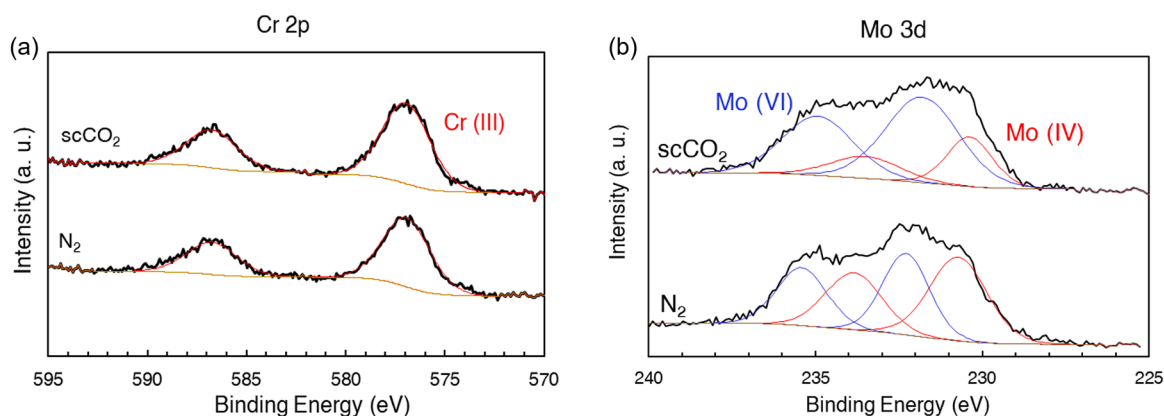 Cr 2p
(a)
scCO₂
Cr (III)
N₂
Intensity (a. u.)
595 590 585 580 575 570
Binding Energy (eV)
Mo 3d
(b)
Mo (VI)
Mo (IV)
scCO₂
N₂
Intensity (a. u.)
240 235 230 225
Binding Energy (eV)